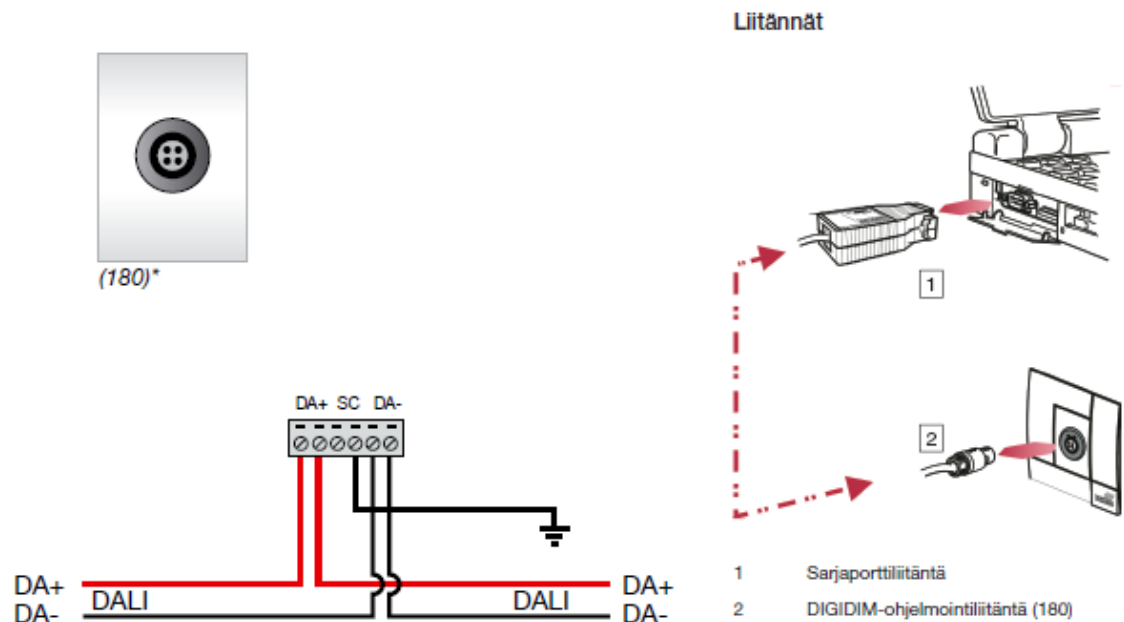 Liitännät
(180)*
1
2
DA+ SC DA-
DA+ DALI DALI DA+
DA- DA-
1 Sarjaporttiliitäntä
2 DIGIDIM-ohjelmointiliitäntä (180)